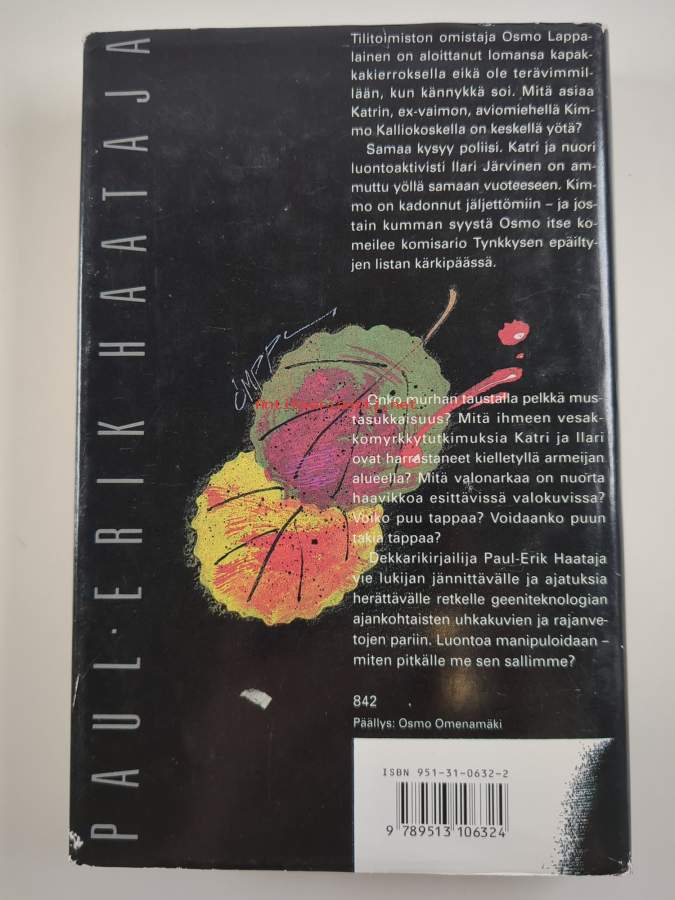 PAUL-ERIK HAATAJA
Tilitoimiston omistaja Osmo Lappa-
lainen on aloittanut lomansa kapak-
kakierroksella eikä ole terävimmil-
lään, kun kännykkä soi. Mitä asiaa
Katrin, ex-vaimon, aviomiehellä Kim-
mo Kalliokoskella on keskellä yötä?
Samaa kysyy poliisi. Katri ja nuori
luontoaktivisti Ilari Järvinen on am-
muttu yöllä samaan vuoteeseen. Kim-
mo on kadonnut jäljettömiin – ja jos-
tain kumman syystä Osmo itse ko-
meilee komisario Tynkkysen epäilty-
jen listan kärkipäässä.
Onko murhan taustalla pelkkä mus-
tasukkaisuus? Mitä ihmeen vesak-
komyrkkytutkimuksia Katri ja Ilari
ovat harrastaneet kielletyllä armeijan
alueella? Mitä valonarkaa on nuorta
haavikkoa esittävissä valokuvissa?
Voiko puu tappaa? Voidaanko puun
takia tappaa?
Dekkarikirjailija Paul-Erik Haataja
vie lukijan jännittävälle ja ajatuksia
herättävälle retkelle geeniteknologian
ajankohtaisten uhkakuvien ja rajanve-
tojen pariin. Luontoa manipuloidaan –
miten pitkälle me sen sallimme?
842
Päällys: Osmo Omenamäki
ISBN 951-31-0632-2
9 789513 106324